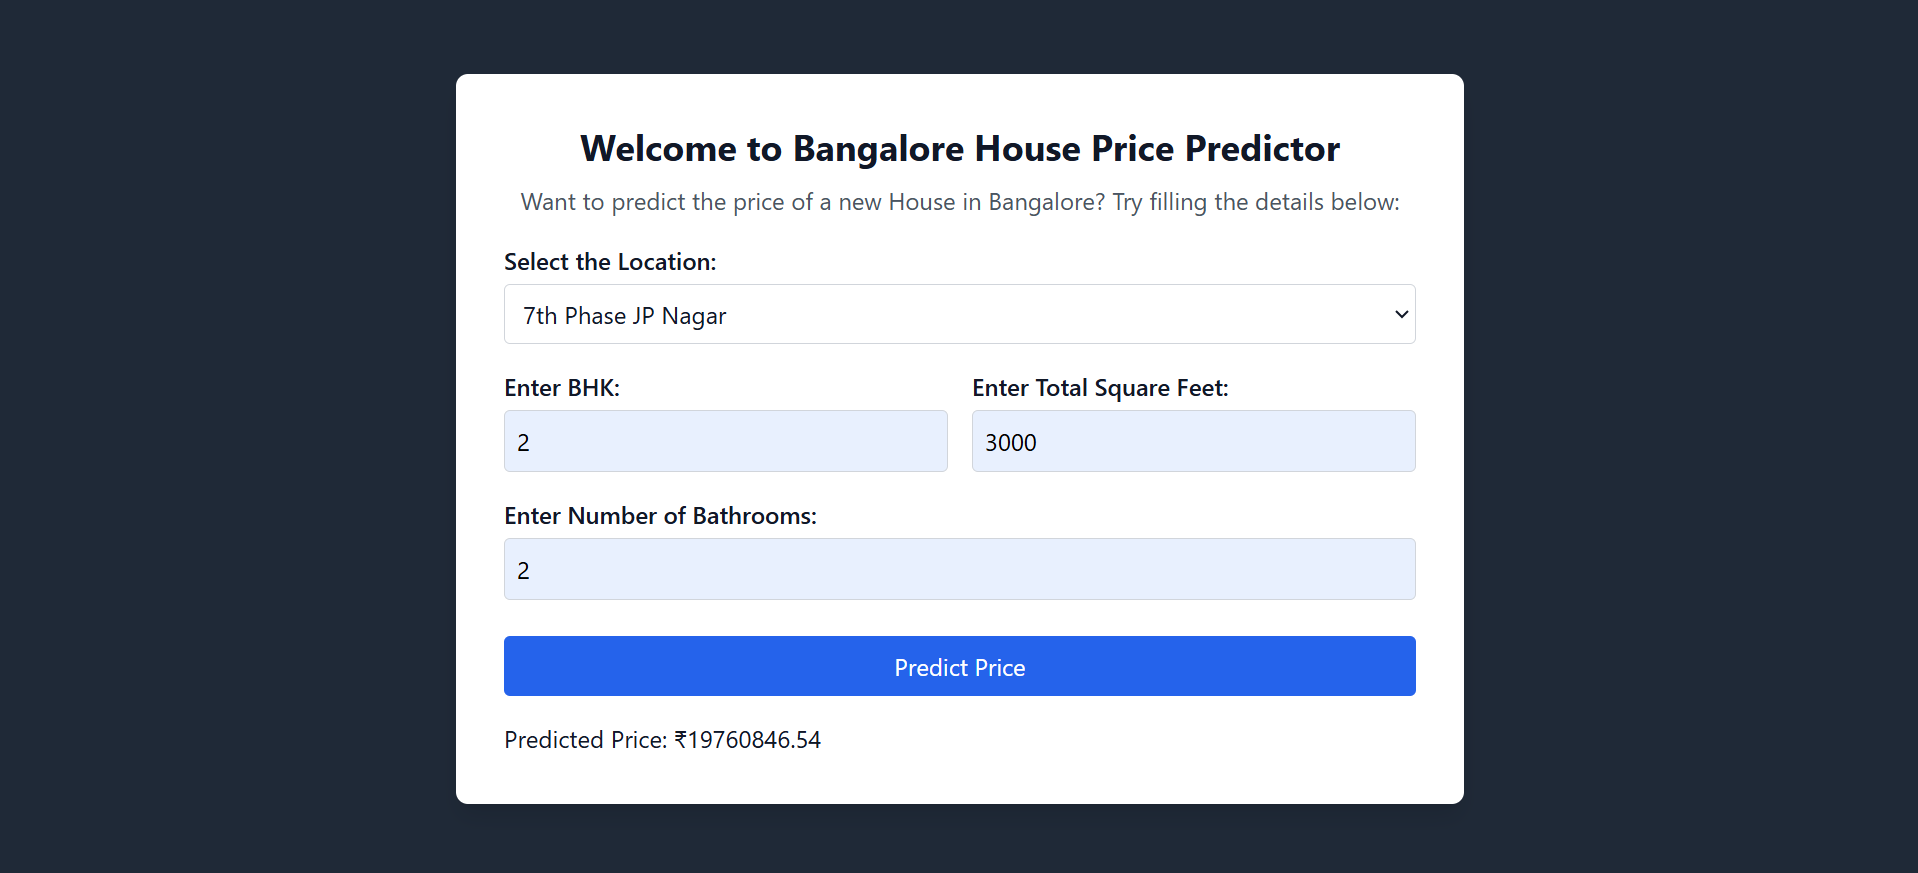 Welcome to Bangalore House Price Predictor
Want to predict the price of a new House in Bangalore? Try filling the details below:
Select the Location:
7th Phase JP Nagar
Enter BHK:
Enter Total Square Feet:
2
3000
Enter Number of Bathrooms:
2
Predict Price
Predicted Price: ₹19760846.54